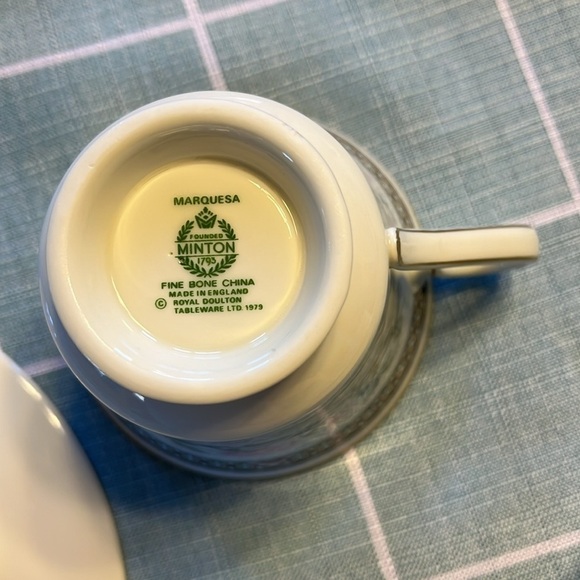 MARQUESA
FOUNDED
MINTON
1793
FINE BONE CHINA
MADE IN ENGLAND
© ROYAL DOULTON
TABLEWARE LTD. 1979